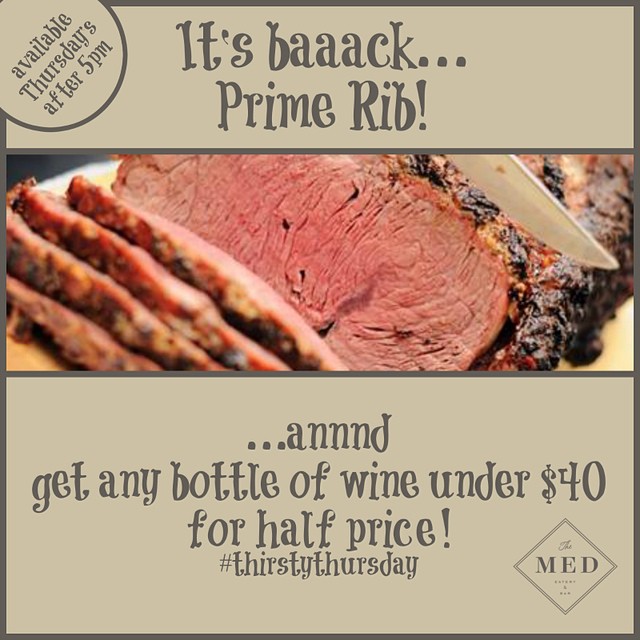 available
Thursday's
after 5pm
It's baaack...
Prime Rib!
...annnd
get any bottle of wine under $40
for half price!
#thirstythursday
The
MED
EATERY
&
BAR